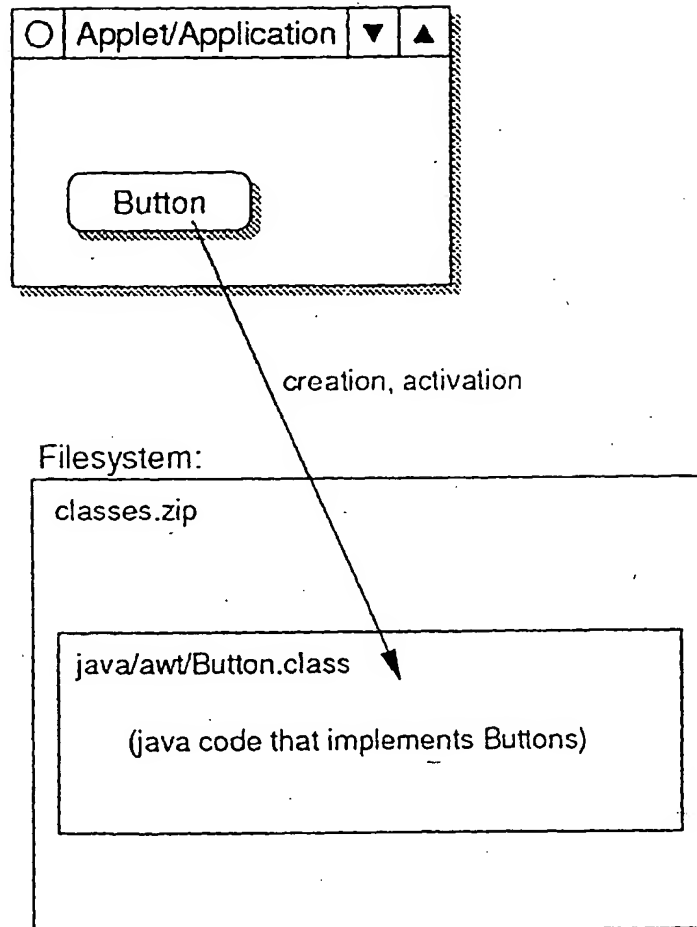 Applet/Application
Button
creation, activation
Filesystem:
classes.zip
java/awt/Button.class
(java code that implements Buttons)